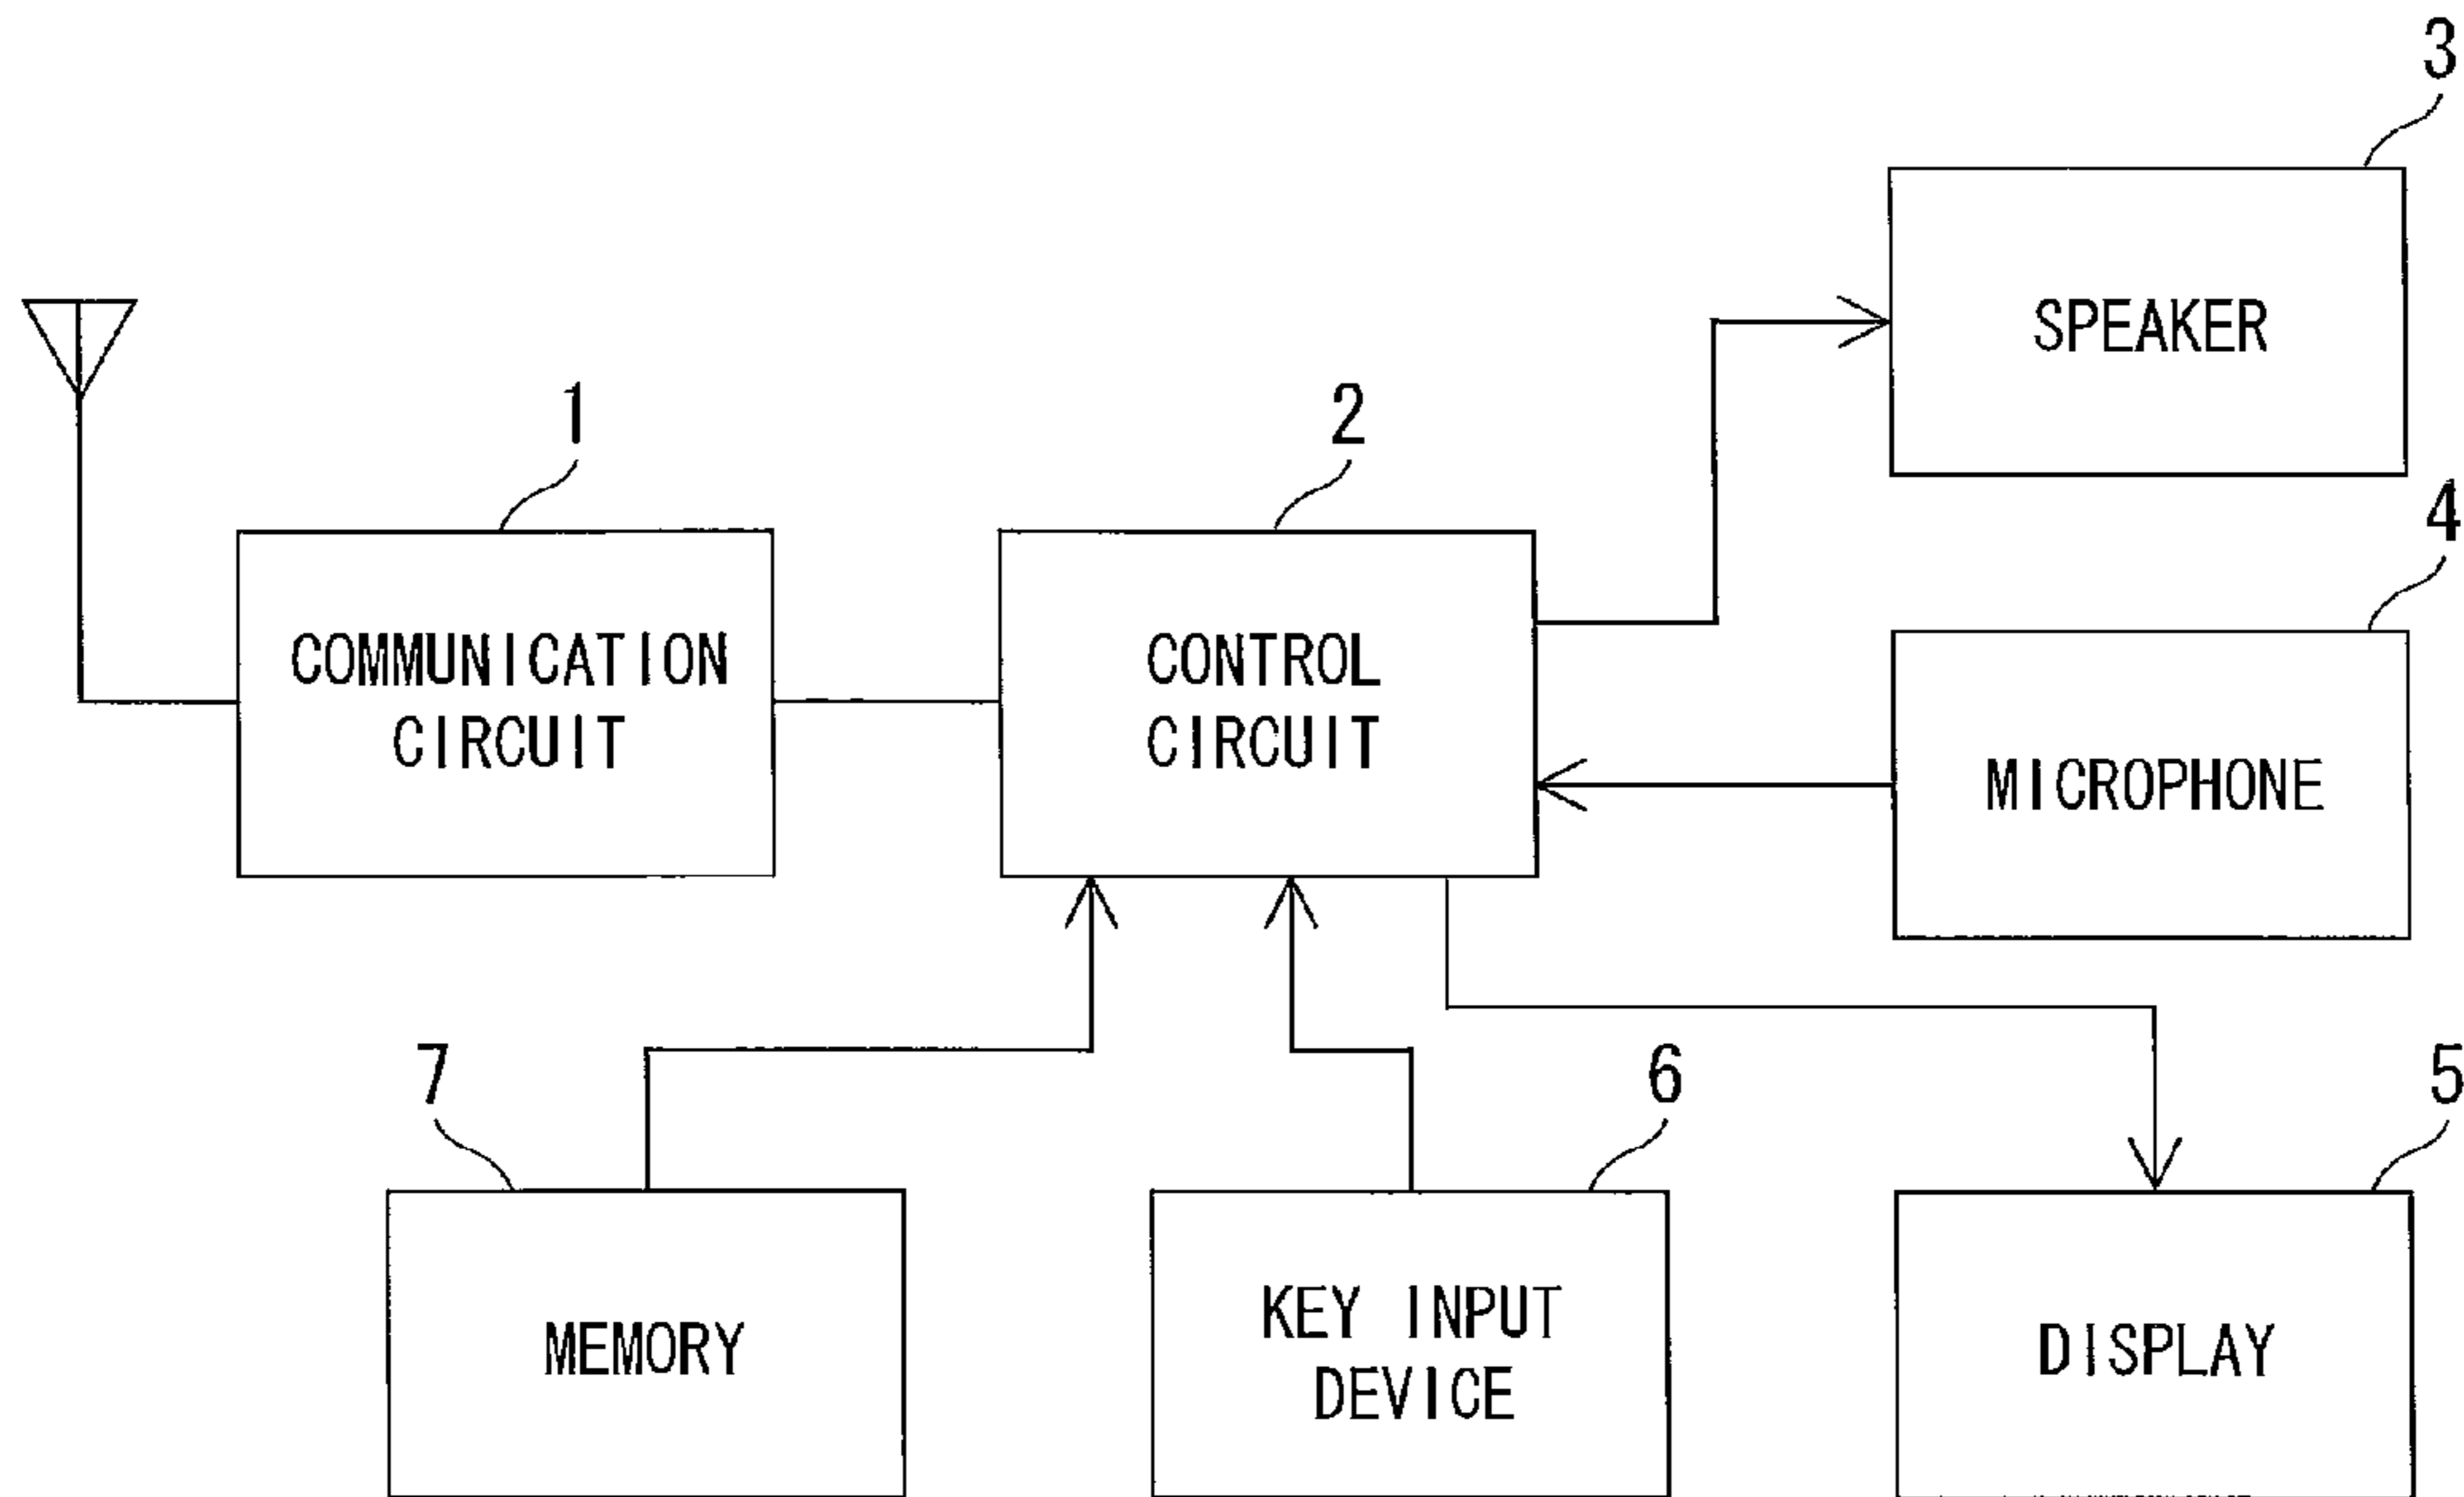 3
SPEAKER
1
2
COMMUNICATION
CIRCUIT
CONTROL
CIRCUIT
4
MICROPHONE
7
MEMORY
6
KEY INPUT
DEVICE
5
DISPLAY